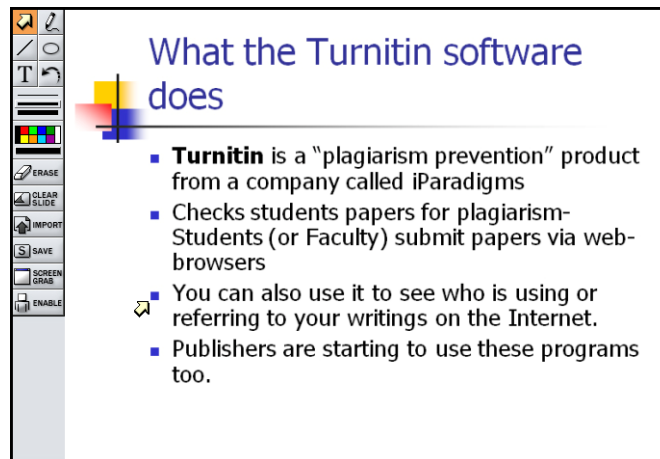 What the Turnitin software
does
Turnitin is a “plagiarism prevention” product
from a company called iParadigms
Checks students papers for plagiarism-
Students (or Faculty) submit papers via web-
browsers
You can also use it to see who is using or
referring to your writings on the Internet.
Publishers are starting to use these programs
too.
T
ERASE
CLEAR
SLIDE
IMPORT
S SAVE
SCREEN
GRAB
ENABLE